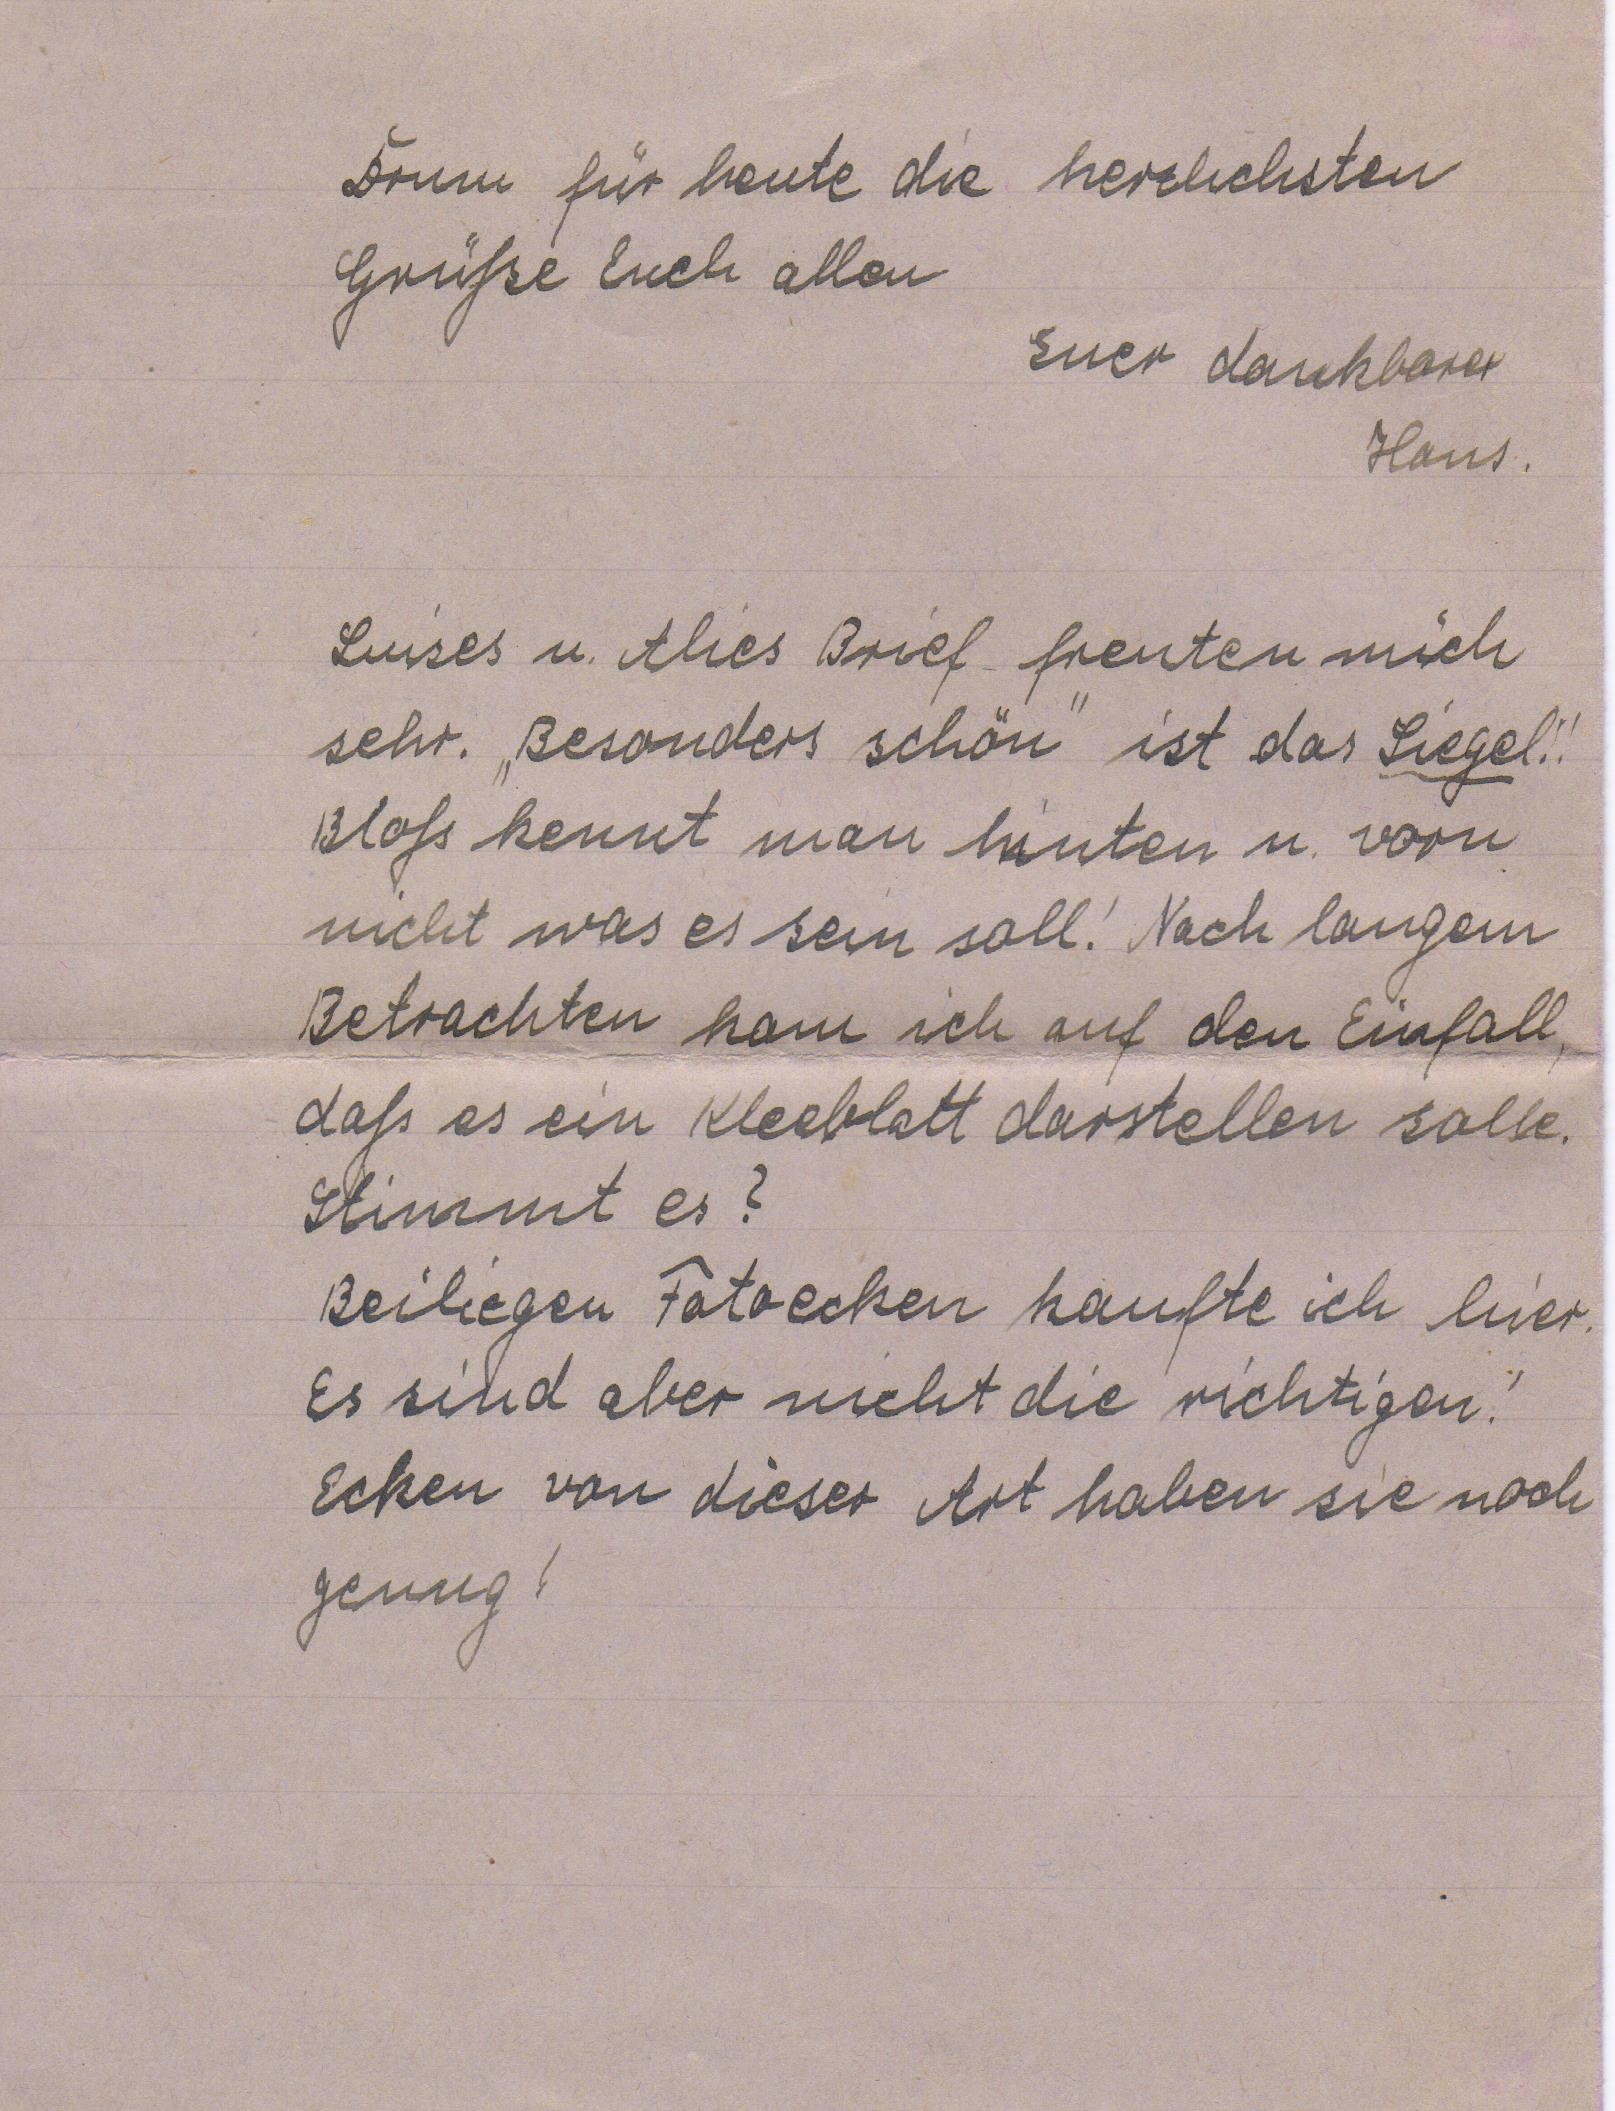 Drum für heute die herzlichsten
Grüße Euch allen
Euer dankbarer
Hans.
Luises u. Alies Brief freuten mich
sehr. „Besonders schön" ist das Siegel!!
Bloß kennt man hinten u. vorn
nicht was es sein soll! Nach langem
Betrachten kam ich auf den Einfall,
daß es ein Kleeblatt darstellen solle.
Stimmt es?
Beiliegen Fotoecken kaufte ich hier.
Es sind aber nicht die richtigen!
Ecken von dieser Art haben sie noch
genug!